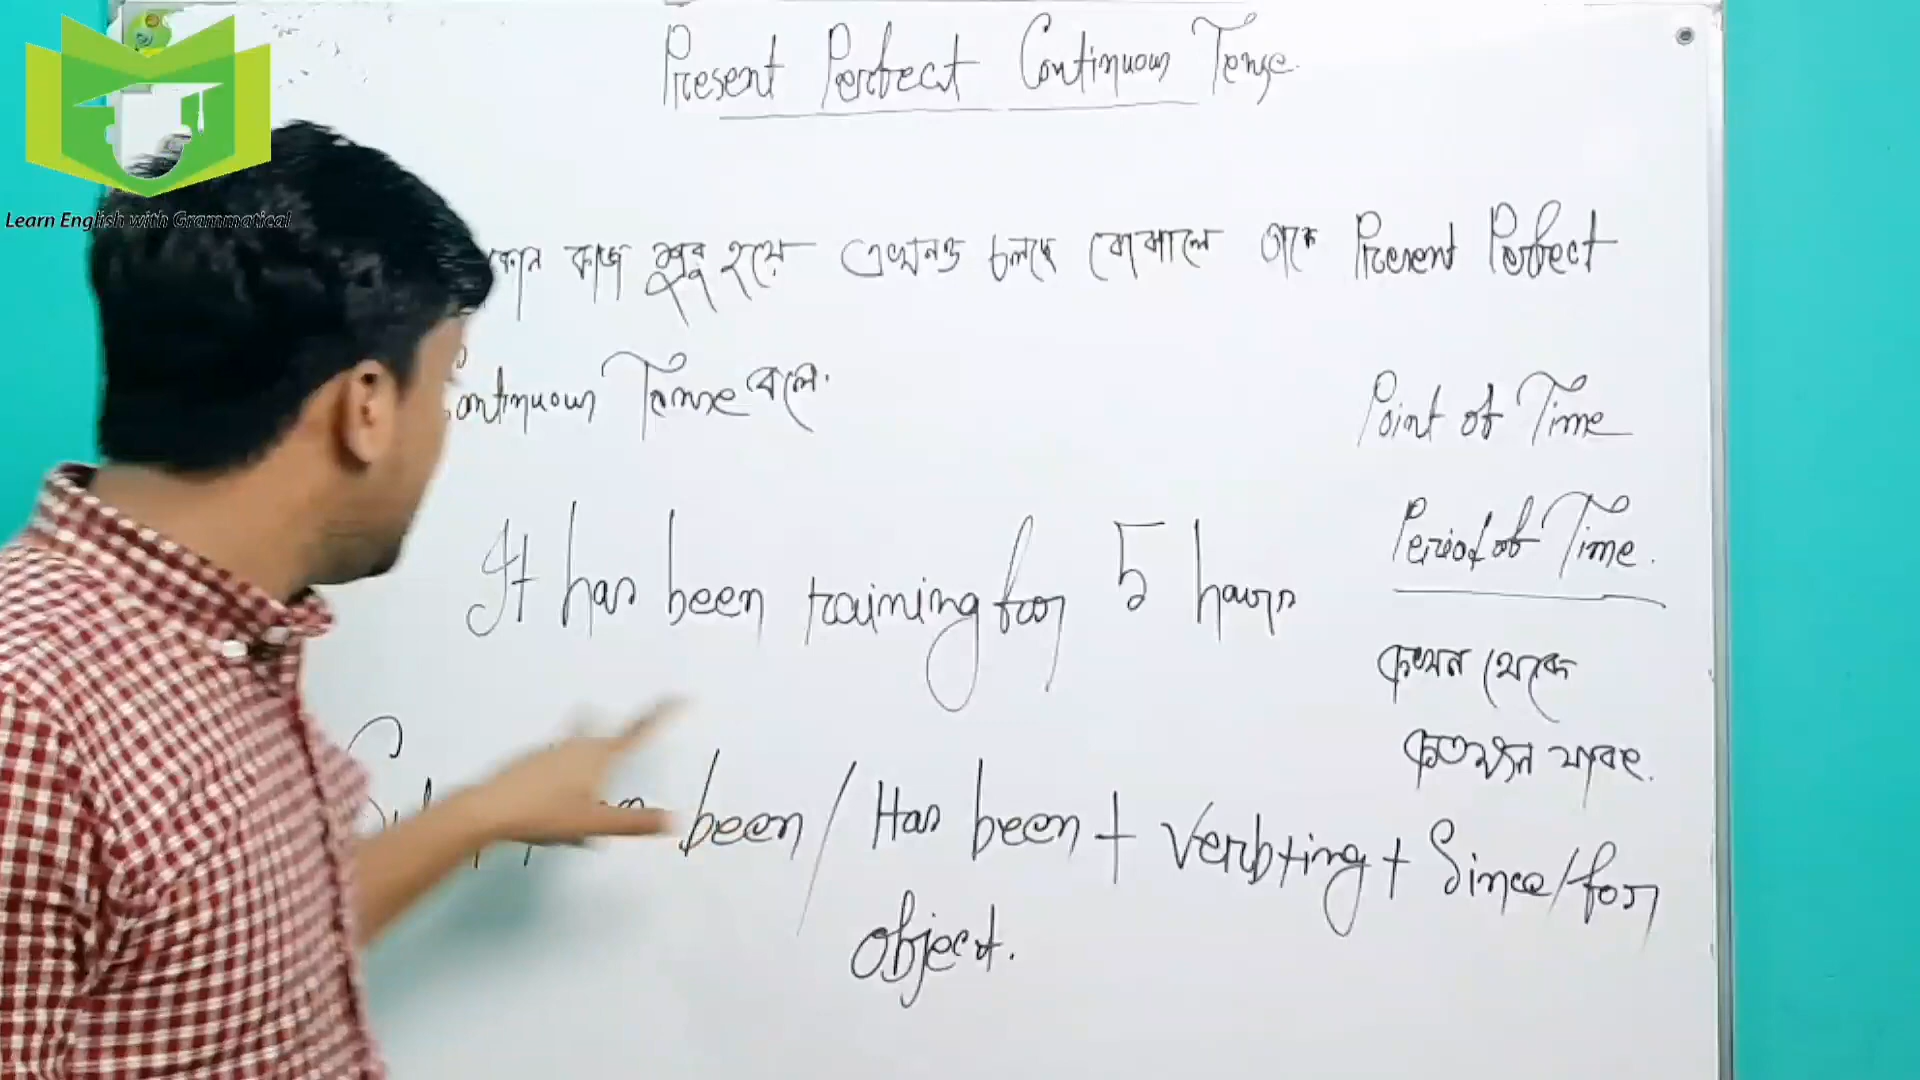 Learn English with Grammatical
Present Perfect Continuous Tense.
কোন কাজ শুরু হয়ে এখনও চলছে বোঝালে তাকে Present Perfect
Continuous Tense বলে.
Point of Time
Period of Time.
It has been training for 5 hours
কখন থেকে
কতক্ষন যাবৎ.
been / Has been + Verb+ing + Since/for
object.